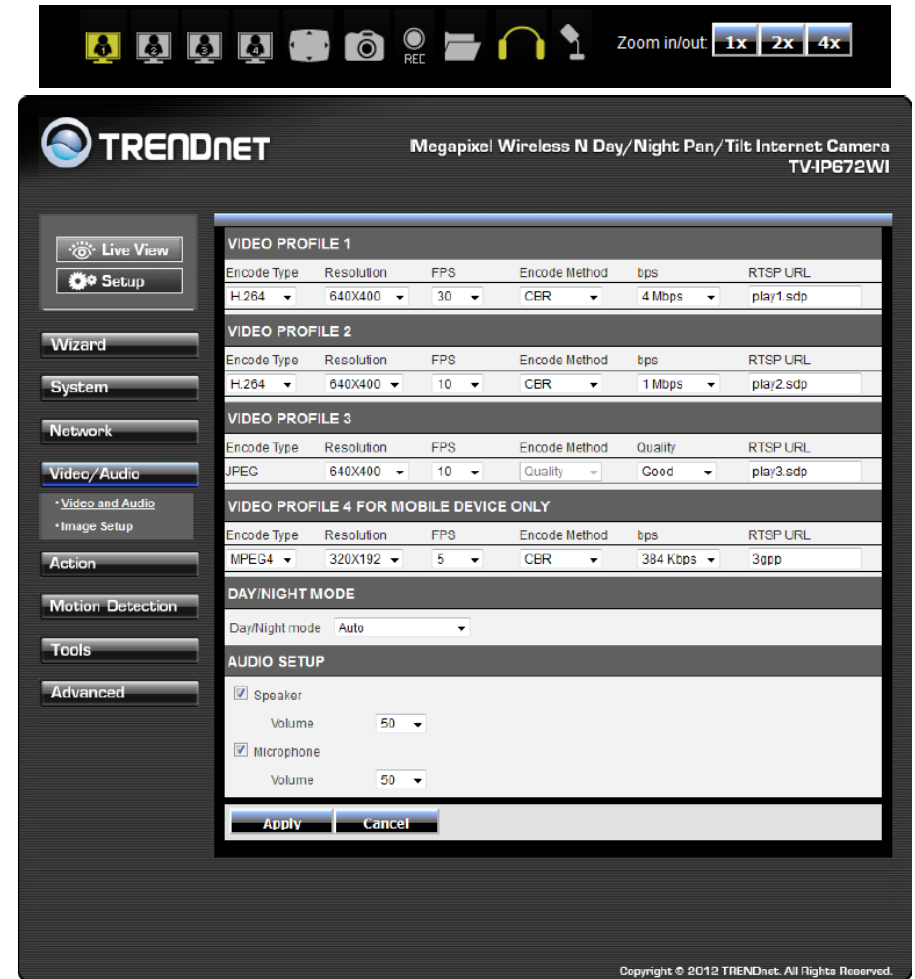 1 2 3 4 REC Zoom in/out: 1x 2x 4x
TRENDnet
Megapixel Wireless N Day/Night Pan/Tilt Internet Camera
TV-IP672WI
Live View
Setup
Wizard
System
Network
Video/Audio
• Video and Audio
• Image Setup
Action
Motion Detection
Tools
Advanced
VIDEO PROFILE 1
Encode Type Resolution FPS Encode Method bps RTSP URL
H.264 640X400 30 CBR 4 Mbps play1.sdp
VIDEO PROFILE 2
Encode Type Resolution FPS Encode Method bps RTSP URL
H.264 640X400 10 CBR 1 Mbps play2.sdp
VIDEO PROFILE 3
Encode Type Resolution FPS Encode Method Quality RTSP URL
JPEG 640X400 10 Quality Good play3.sdp
VIDEO PROFILE 4 FOR MOBILE DEVICE ONLY
Encode Type Resolution FPS Encode Method bps RTSP URL
MPEG4 320X192 5 CBR 384 Kbps 3gpp
DAY/NIGHT MODE
Day/Night mode Auto
AUDIO SETUP
Speaker
Volume 50
Microphone
Volume 50
Apply Cancel
Copyright © 2012 TRENDnet. All Rights Reserved.